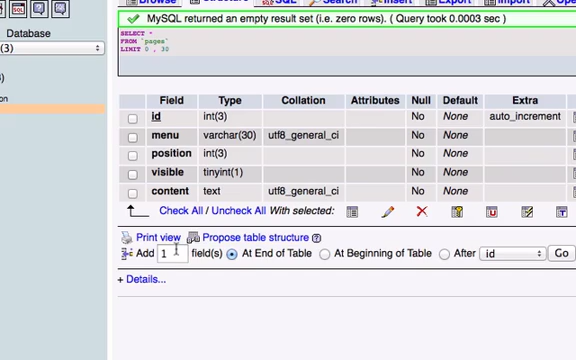 Browse Structure SQL Search Insert Export Import
Database
MySQL returned an empty result set (i.e. zero rows). ( Query took 0.0003 sec )
(3)
SELECT *
FROM `pages`
LIMIT 0 , 30
Field Type Collation Attributes Null Default Extra
id int(3) No None auto_increment
menu varchar(30) utf8_general_ci No None
position int(3) No None
visible tinyint(1) No None
content text utf8_general_ci No None
Check All / Uncheck All With selected:
Print view Propose table structure
Add 1 field(s) At End of Table At Beginning of Table After id Go
+ Details...